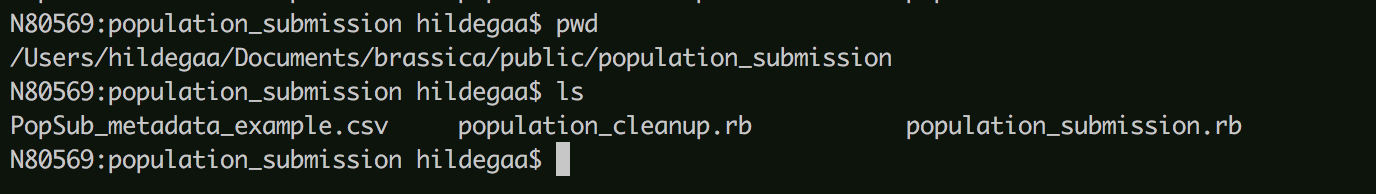 N80569:population_submission hildegaa$ pwd
/Users/hildegaa/Documents/brassica/public/population_submission
N80569:population_submission hildegaa$ ls
PopSub_metadata_example.csv population_cleanup.rb population_submission.rb
N80569:population_submission hildegaa$